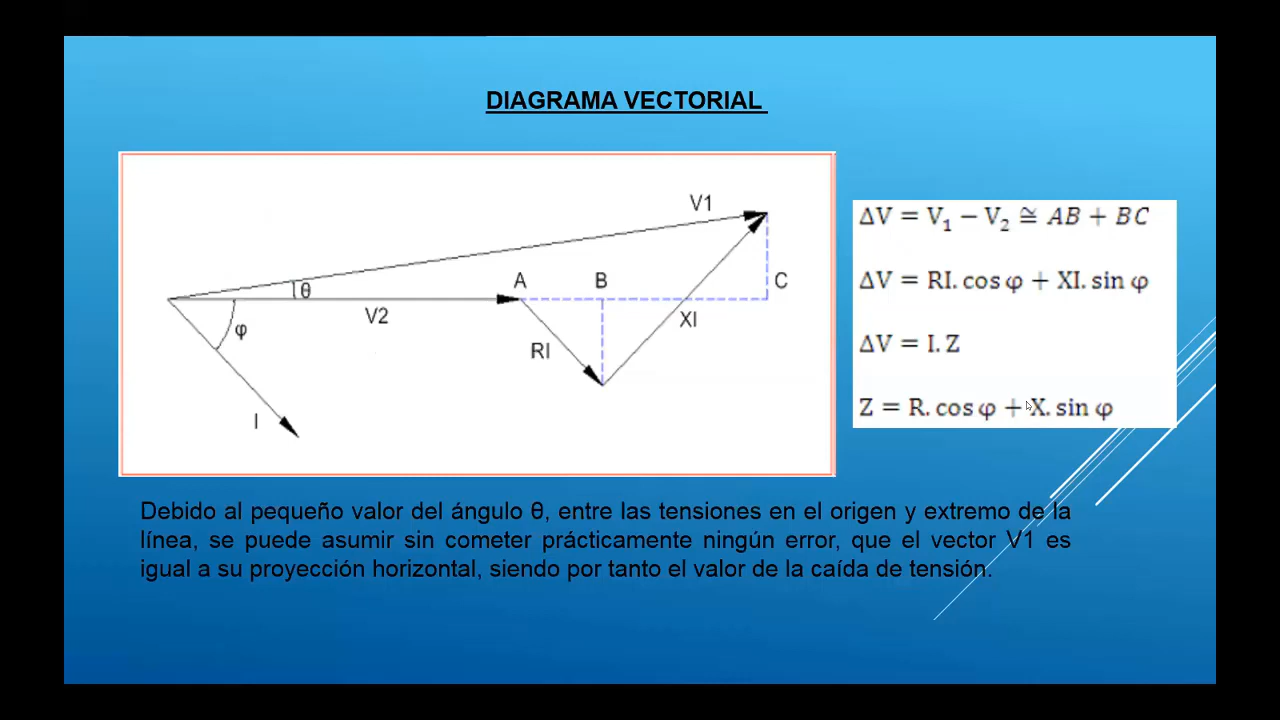 DIAGRAMA VECTORIAL
V1
θ
A
B
C
V2
φ
XI
RI
I
ΔV = V₁ − V₂ ≅ AB + BC
ΔV = RI. cos φ + XI. sin φ
ΔV = I. Z
Z = R. cos φ + X. sin φ
Debido al pequeño valor del ángulo θ, entre las tensiones en el origen y extremo de la
línea, se puede asumir sin cometer prácticamente ningún error, que el vector V1 es
igual a su proyección horizontal, siendo por tanto el valor de la caída de tensión.